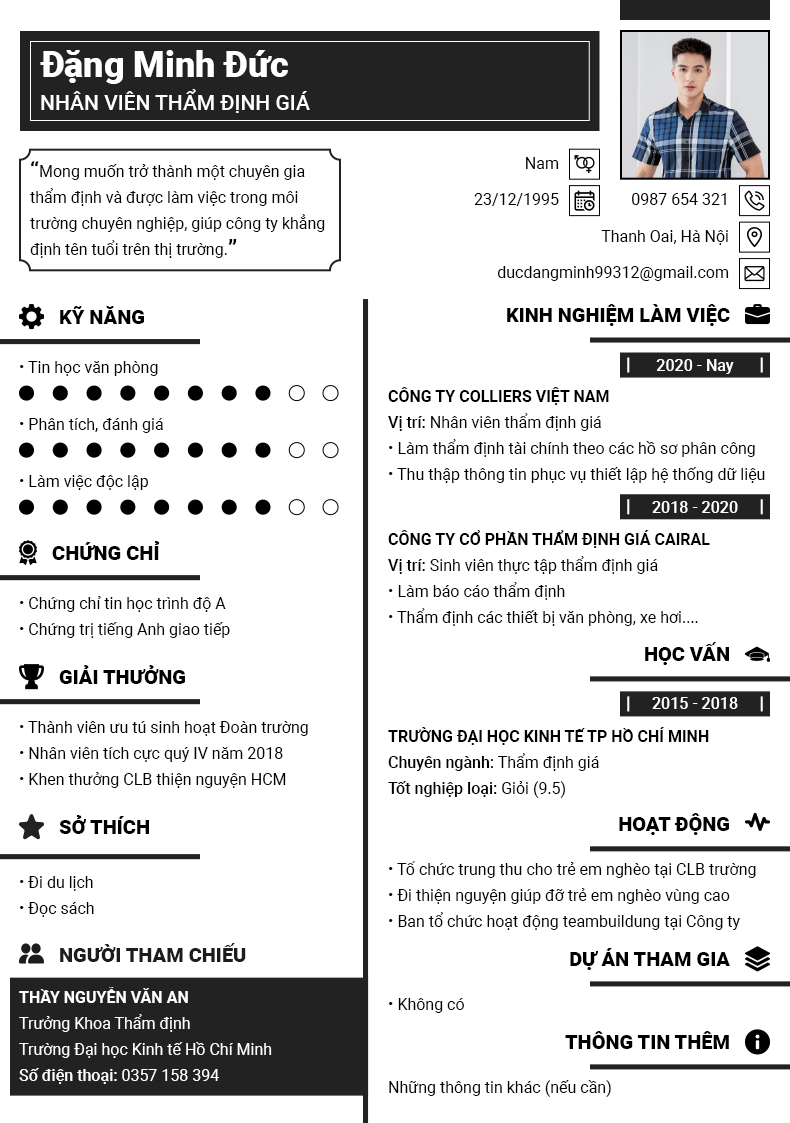 Đặng Minh Đức
NHÂN VIÊN THẨM ĐỊNH GIÁ
“Mong muốn trở thành một chuyên gia
thẩm định và được làm việc trong môi
trường chuyên nghiệp, giúp công ty khẳng
định tên tuổi trên thị trường.”
Nam
23/12/1995
0987 654 321
Thanh Oai, Hà Nội
ducdangminh99312@gmail.com
KỸ NĂNG
• Tin học văn phòng
• Phân tích, đánh giá
• Làm việc độc lập
CHỨNG CHỈ
• Chứng chỉ tin học trình độ A
• Chứng trị tiếng Anh giao tiếp
GIẢI THƯỞNG
• Thành viên ưu tú sinh hoạt Đoàn trường
• Nhân viên tích cực quý IV năm 2018
• Khen thưởng CLB thiện nguyện HCM
SỞ THÍCH
• Đi du lịch
• Đọc sách
NGƯỜI THAM CHIẾU
THẦY NGUYỄN VĂN AN
Trưởng Khoa Thẩm định
Trường Đại học Kinh tế Hồ Chí Minh
Số điện thoại: 0357 158 394
KINH NGHIỆM LÀM VIỆC
2020 - Nay
CÔNG TY COLLIERS VIỆT NAM
Vị trí: Nhân viên thẩm định giá
• Làm thẩm định tài chính theo các hồ sơ phân công
• Thu thập thông tin phục vụ thiết lập hệ thống dữ liệu
2018 - 2020
CÔNG TY CỔ PHẦN THẨM ĐỊNH GIÁ CAIRAL
Vị trí: Sinh viên thực tập thẩm định giá
• Làm báo cáo thẩm định
• Thẩm định các thiết bị văn phòng, xe hơi....
HỌC VẤN
2015 - 2018
TRƯỜNG ĐẠI HỌC KINH TẾ TP HỒ CHÍ MINH
Chuyên ngành: Thẩm định giá
Tốt nghiệp loại: Giỏi (9.5)
HOẠT ĐỘNG
• Tổ chức trung thu cho trẻ em nghèo tại CLB trường
• Đi thiện nguyện giúp đỡ trẻ em nghèo vùng cao
• Ban tổ chức hoạt động teambuildung tại Công ty
DỰ ÁN THAM GIA
• Không có
THÔNG TIN THÊM
Những thông tin khác (nếu cần)